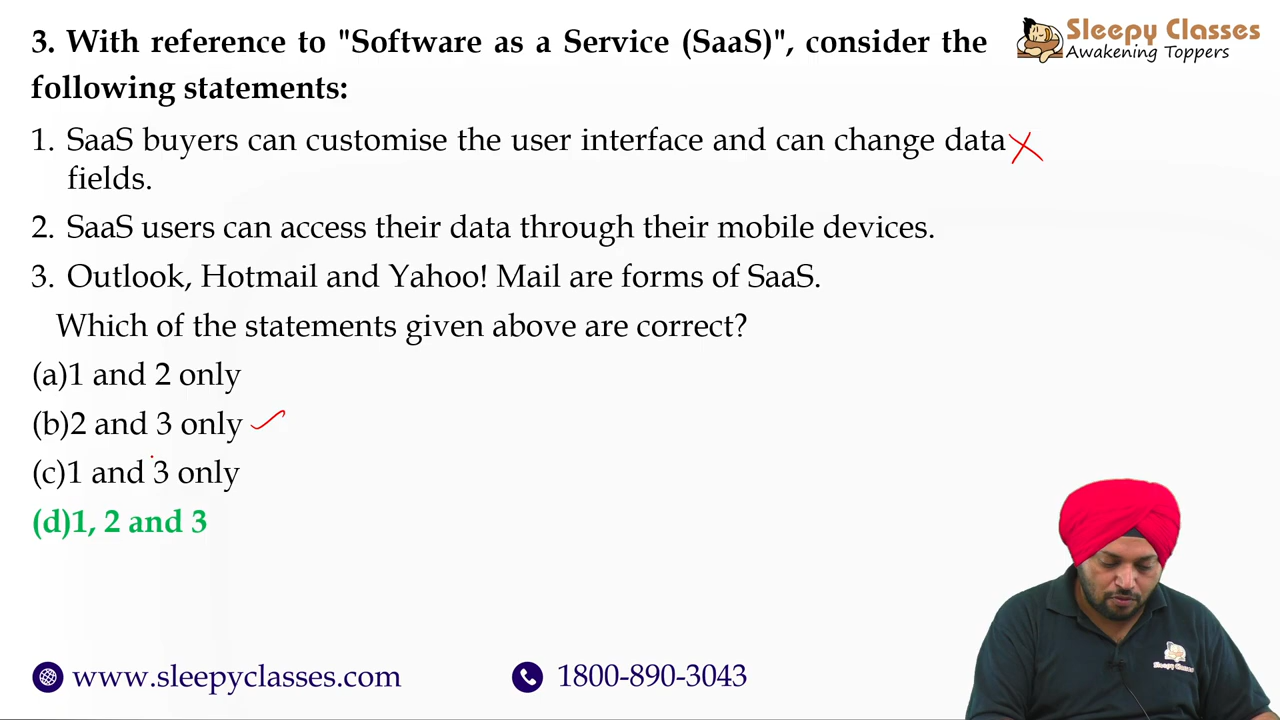 3. With reference to "Software as a Service (SaaS)", consider the
following statements:
1. SaaS buyers can customise the user interface and can change data
fields.
2. SaaS users can access their data through their mobile devices.
3. Outlook, Hotmail and Yahoo! Mail are forms of SaaS.
Which of the statements given above are correct?
(a)1 and 2 only
(b)2 and 3 only
(c)1 and 3 only
(d)1, 2 and 3
Sleepy Classes
Awakening Toppers
Sleepy Classes
www.sleepyclasses.com
1800-890-3043